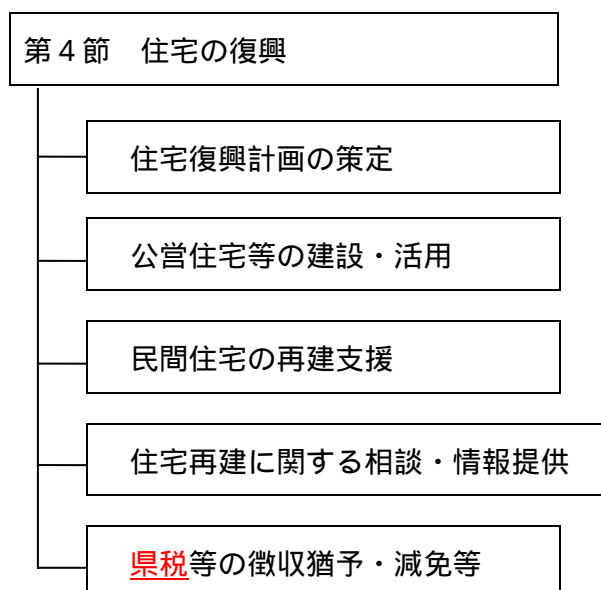 第４節　住宅の復興
住宅復興計画の策定
公営住宅等の建設・活用
民間住宅の再建支援
住宅再建に関する相談・情報提供
県税等の徴収猶予・減免等